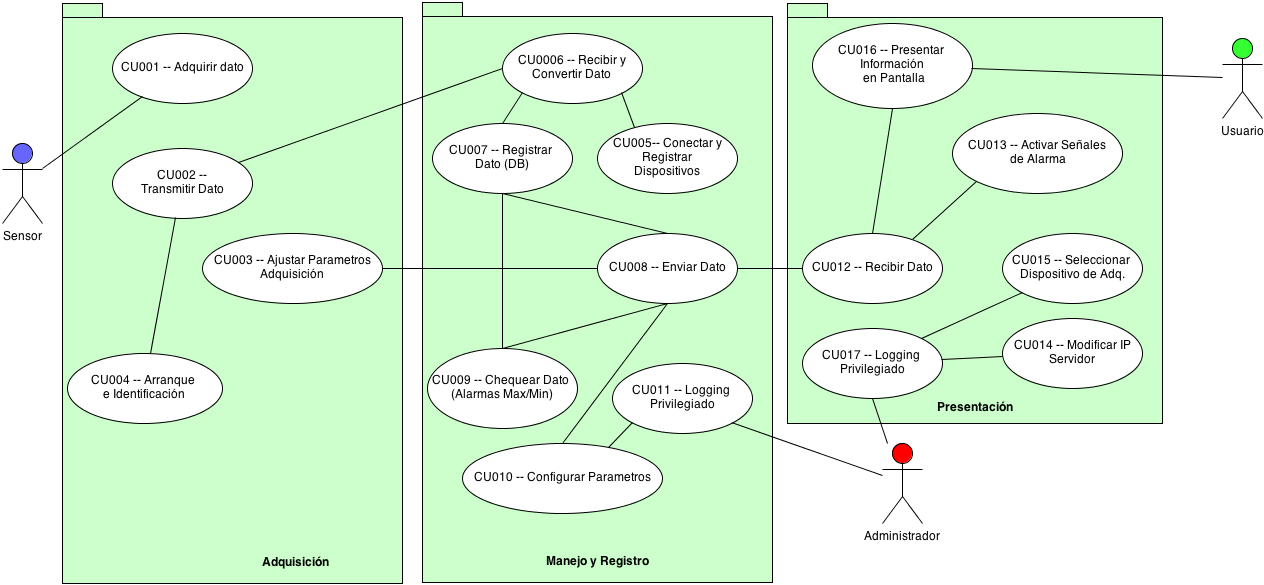 Sensor
CU001 -- Adquirir dato
CU002 --
Transmitir Dato
CU003 -- Ajustar Parametros
Adquisición
CU004 -- Arranque
e Identificación
Adquisición
CU0006 -- Recibir y
Convertir Dato
CU007 -- Registrar
Dato (DB)
CU005-- Conectar y
Registrar
Dispositivos
CU008 -- Enviar Dato
CU009 -- Chequear Dato
(Alarmas Max/Min)
CU011 -- Logging
Privilegiado
CU010 -- Configurar Parametros
Manejo y Registro
CU016 -- Presentar
Información
en Pantalla
CU013 -- Activar Señales
de Alarma
CU012 -- Recibir Dato
CU015 -- Seleccionar
Dispositivo de Adq.
CU017 -- Logging
Privilegiado
CU014 -- Modificar IP
Servidor
Presentación
Usuario
Administrador